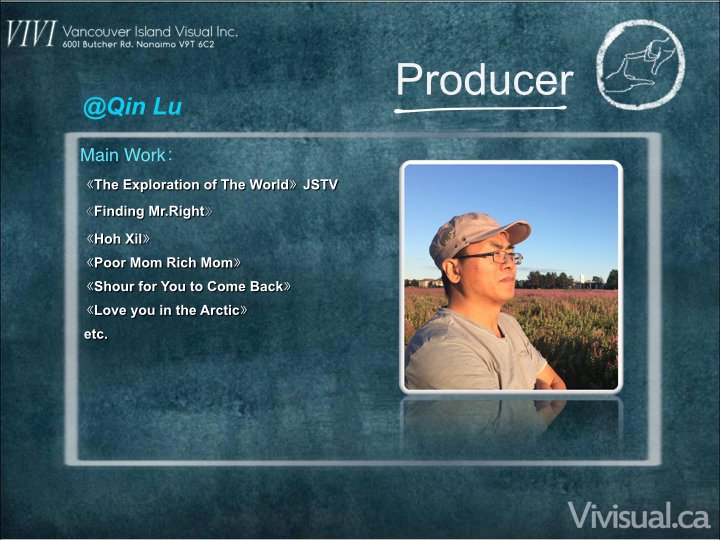 VIVI Vancouver Island Visual Inc.
6001 Butcher Rd. Nanaimo V9T 6C2
Producer
@Qin Lu
Main Work：
《The Exploration of The World》JSTV
《Finding Mr.Right》
《Hoh Xil》
《Poor Mom Rich Mom》
《Shour for You to Come Back》
《Love you in the Arctic》
etc.
Vivisual.ca